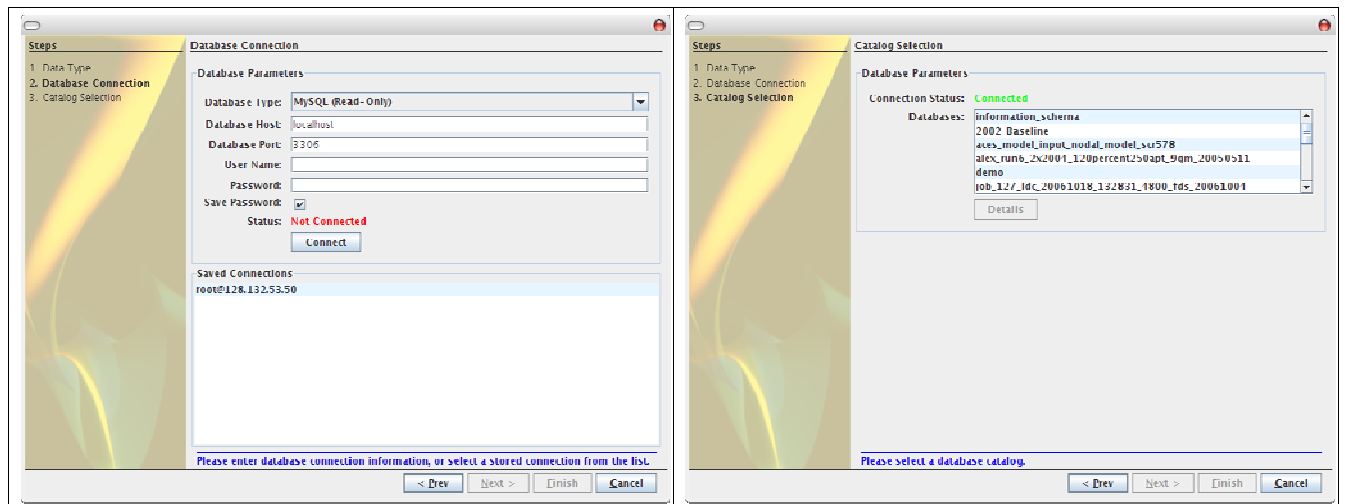 Steps
1. Data Type
2. Database Connection
3. Catalog Selection
Database Connection
Database Parameters
Database Type: MySQL (Read-Only)
Database Host: localhost
Database Port: 3306
User Name:
Password:
Save Password:
Status: Not Connected
Connect
Saved Connections
root@128.132.53.50
Please enter database connection information, or select a stored connection from the list.
< Prev Next > Finish Cancel
Steps
1. Data Type
2. Database Connection
3. Catalog Selection
Catalog Selection
Database Parameters
Connection Status: Connected
Databases: information_schema
2002_Baseline
aces_model_input_nodal_model_scr578
alex_run6_2x2004_120percent250apt_9qm_20050511
demo
job_127_ldc_20061018_132831_4800_fds_20061004
Details
Please select a database catalog.
< Prev Next > Finish Cancel